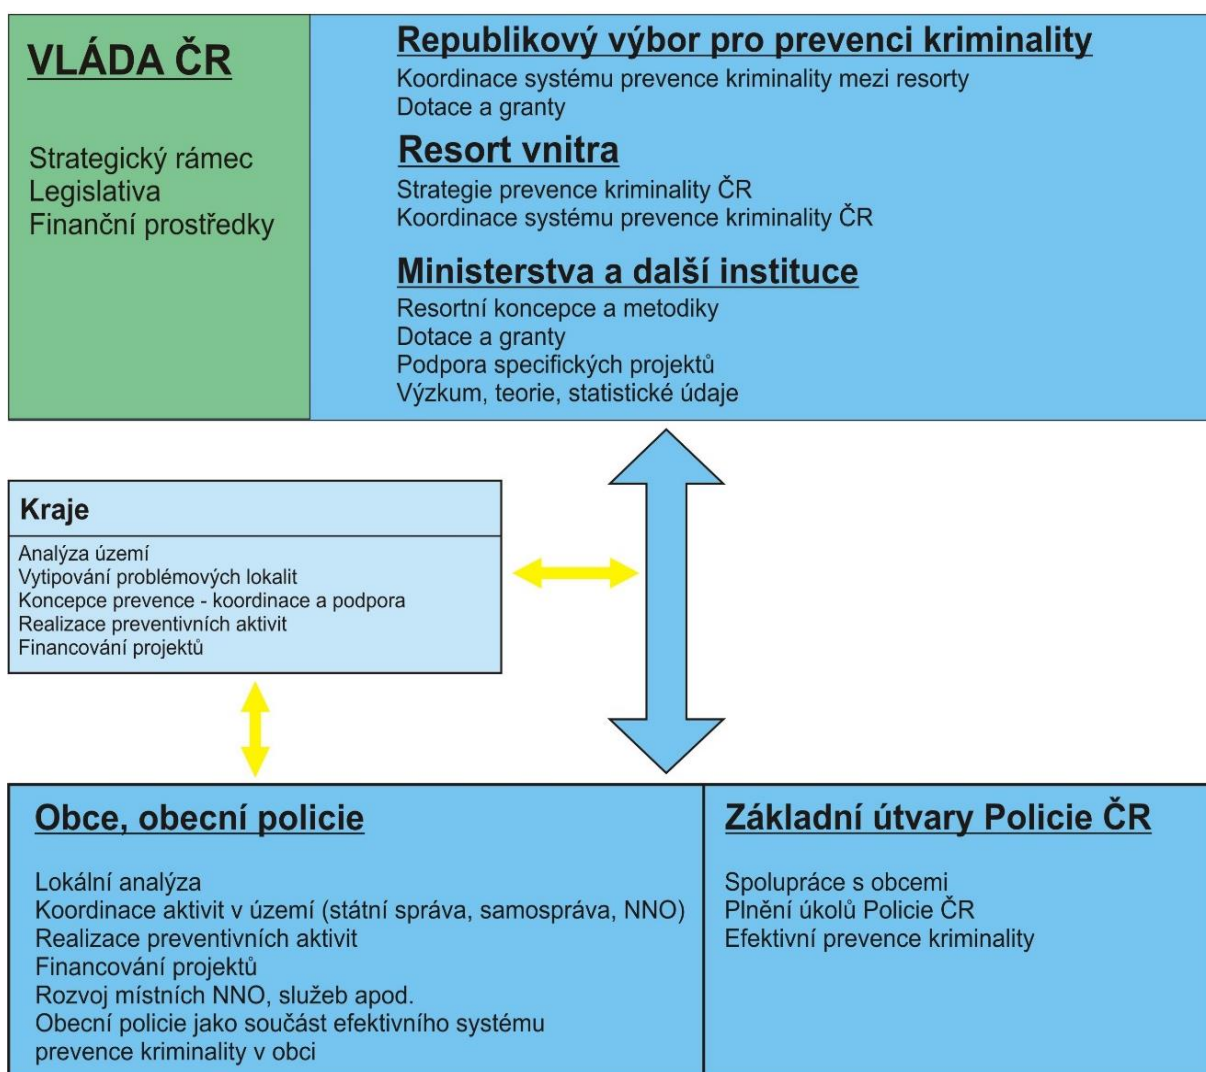 VLÁDA ČR
Strategický rámec
Legislativa
Finanční prostředky
Republikový výbor pro prevenci kriminality
Koordinace systému prevence kriminality mezi resorty
Dotace a granty
Resort vnitra
Strategie prevence kriminality ČR
Koordinace systému prevence kriminality ČR
Ministerstva a další instituce
Resortní koncepce a metodiky
Dotace a granty
Podpora specifických projektů
Výzkum, teorie, statistické údaje
Kraje
Analýza území
Vytipování problémových lokalit
Koncepce prevence - koordinace a podpora
Realizace preventivních aktivit
Financování projektů
Obce, obecní policie
Lokální analýza
Koordinace aktivit v území (státní správa, samospráva, NNO)
Realizace preventivních aktivit
Financování projektů
Rozvoj místních NNO, služeb apod.
Obecní policie jako součást efektivního systému
prevence kriminality v obci
Základní útvary Policie ČR
Spolupráce s obcemi
Plnění úkolů Policie ČR
Efektivní prevence kriminality